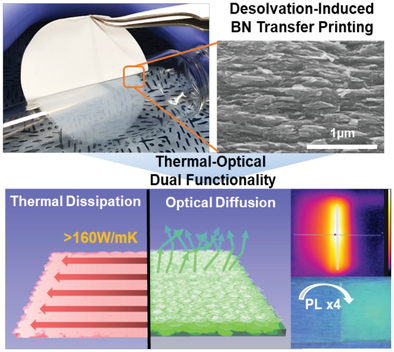 Desolvation-Induced
BN Transfer Printing
1µm
Thermal-Optical
Dual Functionality
Thermal Dissipation
>160W/mK
Optical Diffusion
PL x4